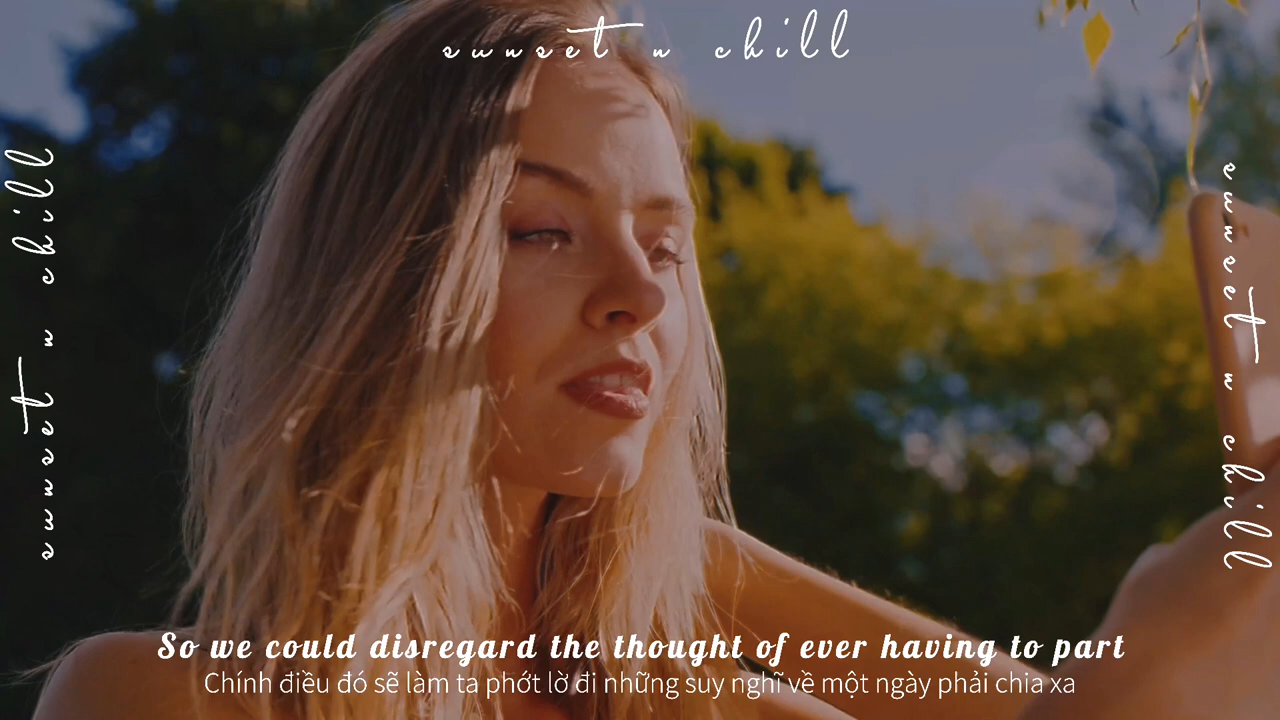 sunset n chill
sunset n chill
sunset n chill
So we could disregard the thought of ever having to part
Chính điều đó sẽ làm ta phớt lờ đi những suy nghĩ về một ngày phải chia xa